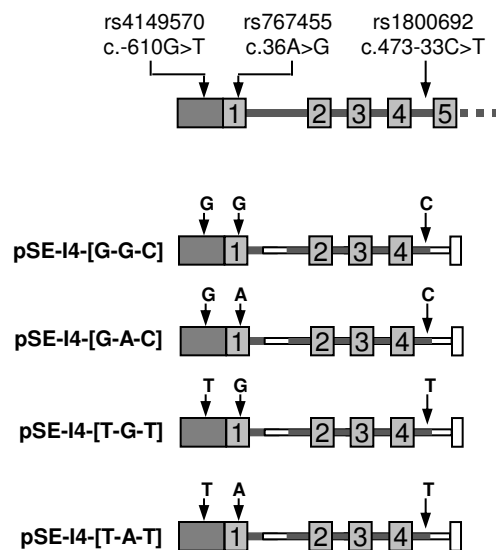 rs4149570 rs767455 rs1800692
c.-610G>T c.36A>G c.473-33C>T
1 2 3 4 5
G G C
pSE-I4-[G-G-C] 1 2 3 4
G A C
pSE-I4-[G-A-C] 1 2 3 4
T G T
pSE-I4-[T-G-T] 1 2 3 4
T A T
pSE-I4-[T-A-T] 1 2 3 4